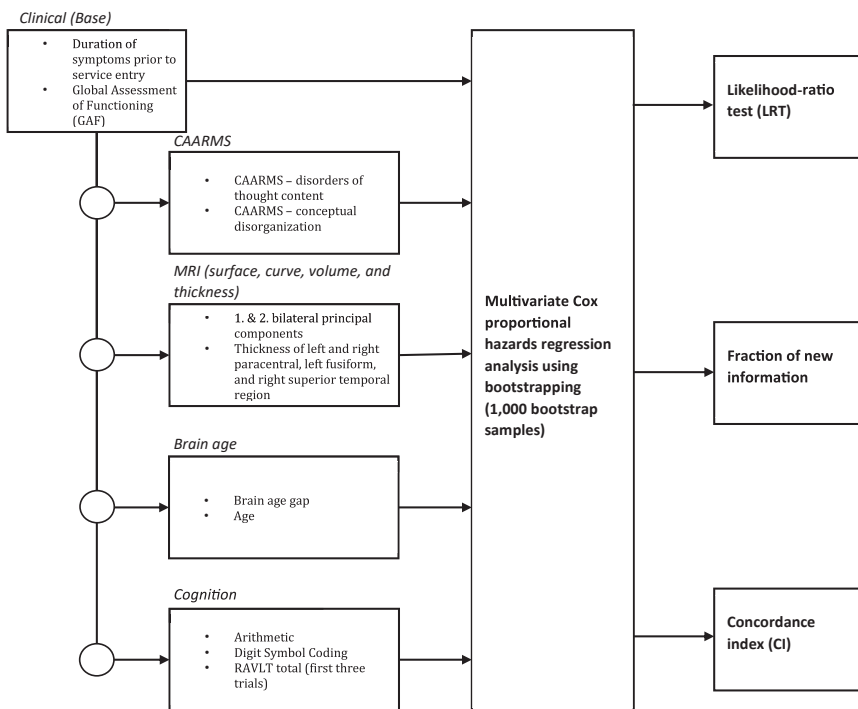 Clinical (Base)
• Duration of
symptoms prior to
service entry
• Global Assessment
of Functioning
(GAF)
CAARMS
• CAARMS – disorders of
thought content
• CAARMS – conceptual
disorganization
MRI (surface, curve, volume, and
thickness)
• 1. & 2. bilateral principal
components
• Thickness of left and right
paracentral, left fusiform,
and right superior temporal
region
Brain age
• Brain age gap
• Age
Cognition
• Arithmetic
• Digit Symbol Coding
• RAVLT total (first three
trials)
Multivariate Cox
proportional
hazards regression
analysis using
bootstrapping
(1,000 bootstrap
samples)
Likelihood-ratio
test (LRT)
Fraction of new
information
Concordance
index (CI)